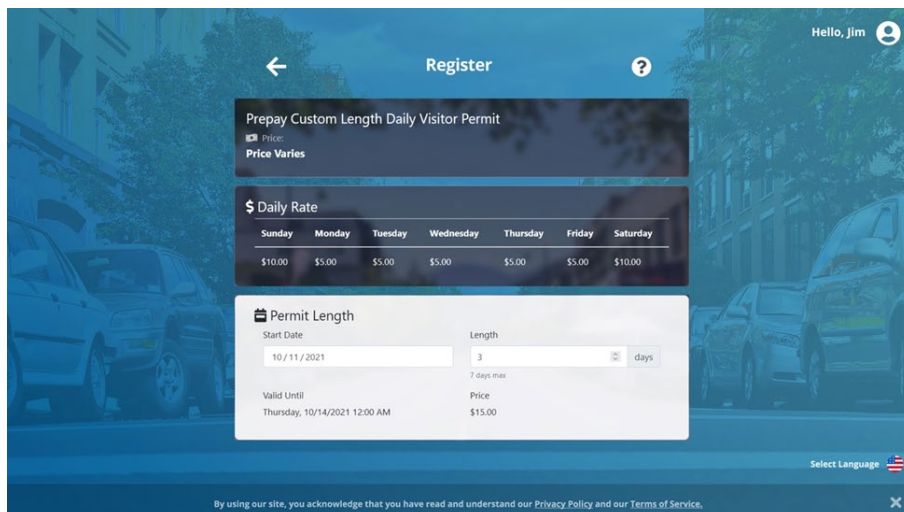 Hello, Jim
Register
Prepay Custom Length Daily Visitor Permit
Price:
Price Varies
$ Daily Rate
Sunday Monday Tuesday Wednesday Thursday Friday Saturday
$10.00 $5.00 $5.00 $5.00 $5.00 $5.00 $10.00
Permit Length
Start Date Length
10/11/2021 3 days
7 days max
Valid Until Price
Thursday, 10/14/2021 12:00 AM $15.00
Select Language
By using our site, you acknowledge that you have read and understand our Privacy Policy and our Terms of Service.